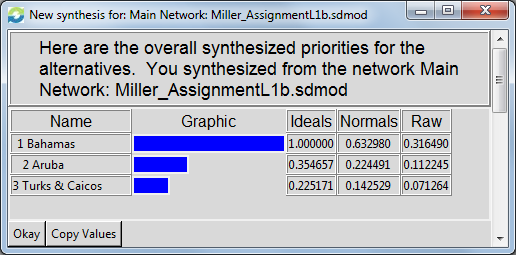 New synthesis for: Main Network: Miller_AssignmentL1b.sdmod
Here are the overall synthesized priorities for the
alternatives. You synthesized from the network Main
Network: Miller_AssignmentL1b.sdmod
Name Graphic Ideals Normals Raw
1 Bahamas 1.000000 0.632980 0.316490
2 Aruba 0.354657 0.224491 0.112245
3 Turks & Caicos 0.225171 0.142529 0.071264
Okay Copy Values